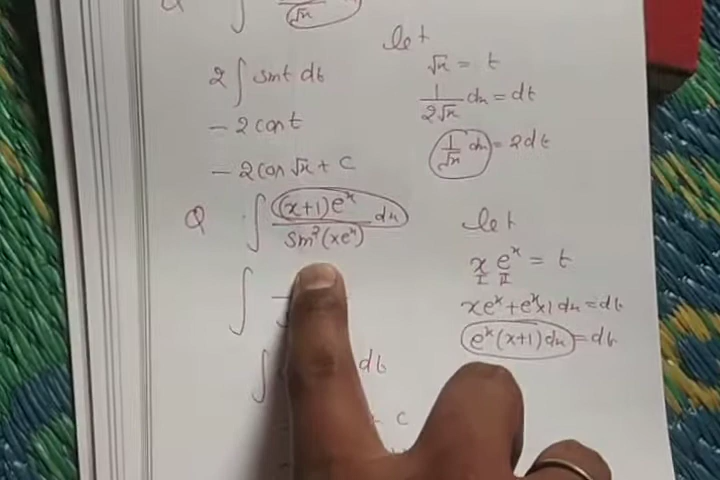 √x
2∫ sint dt
let
√x = t
1/2√x dx = dt
1/√x dx = 2dt
- 2 cos t
- 2 cos √x + c
Q ∫ (x+1)eˣ dx / sin²(xeˣ)
let
x eˣ = t
I II
xeˣ + eˣ x 1 dx = dt
eˣ(x+1)dx = dt
∫
∫ dt
c